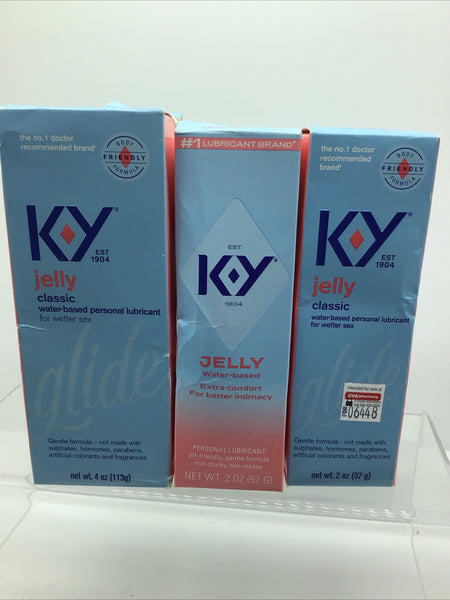 the no.1 doctor
recommended brand¹
BODY
FRIENDLY
FORMULA
KY®
EST
1904
jelly
classic
water-based personal lubricant
for wetter sex
glide
Gentle formula - not made with
sulphates, hormones, parabens,
artificial colorants and fragrances.
net wt. 4 oz (113g)
#1 LUBRICANT BRAND*
EST
KY®
1904
JELLY
Water-based
Extra comfort
For better intimacy
PERSONAL LUBRICANT
pH-friendly, gentle formula
non-sticky, non-messy
NET WT. 2 OZ (57 G)
the no.1 doctor
recommended brand¹
BODY
FRIENDLY
FORMULA
KY®
EST
1904
jelly
classic
water-based personal lubricant
for wetter sex
glide
Intended for sale at
CVS pharmacy
06448
Gentle formula - not made with
sulphates, hormones, parabens,
artificial colorants and fragrances.
net wt. 2 oz (57 g)